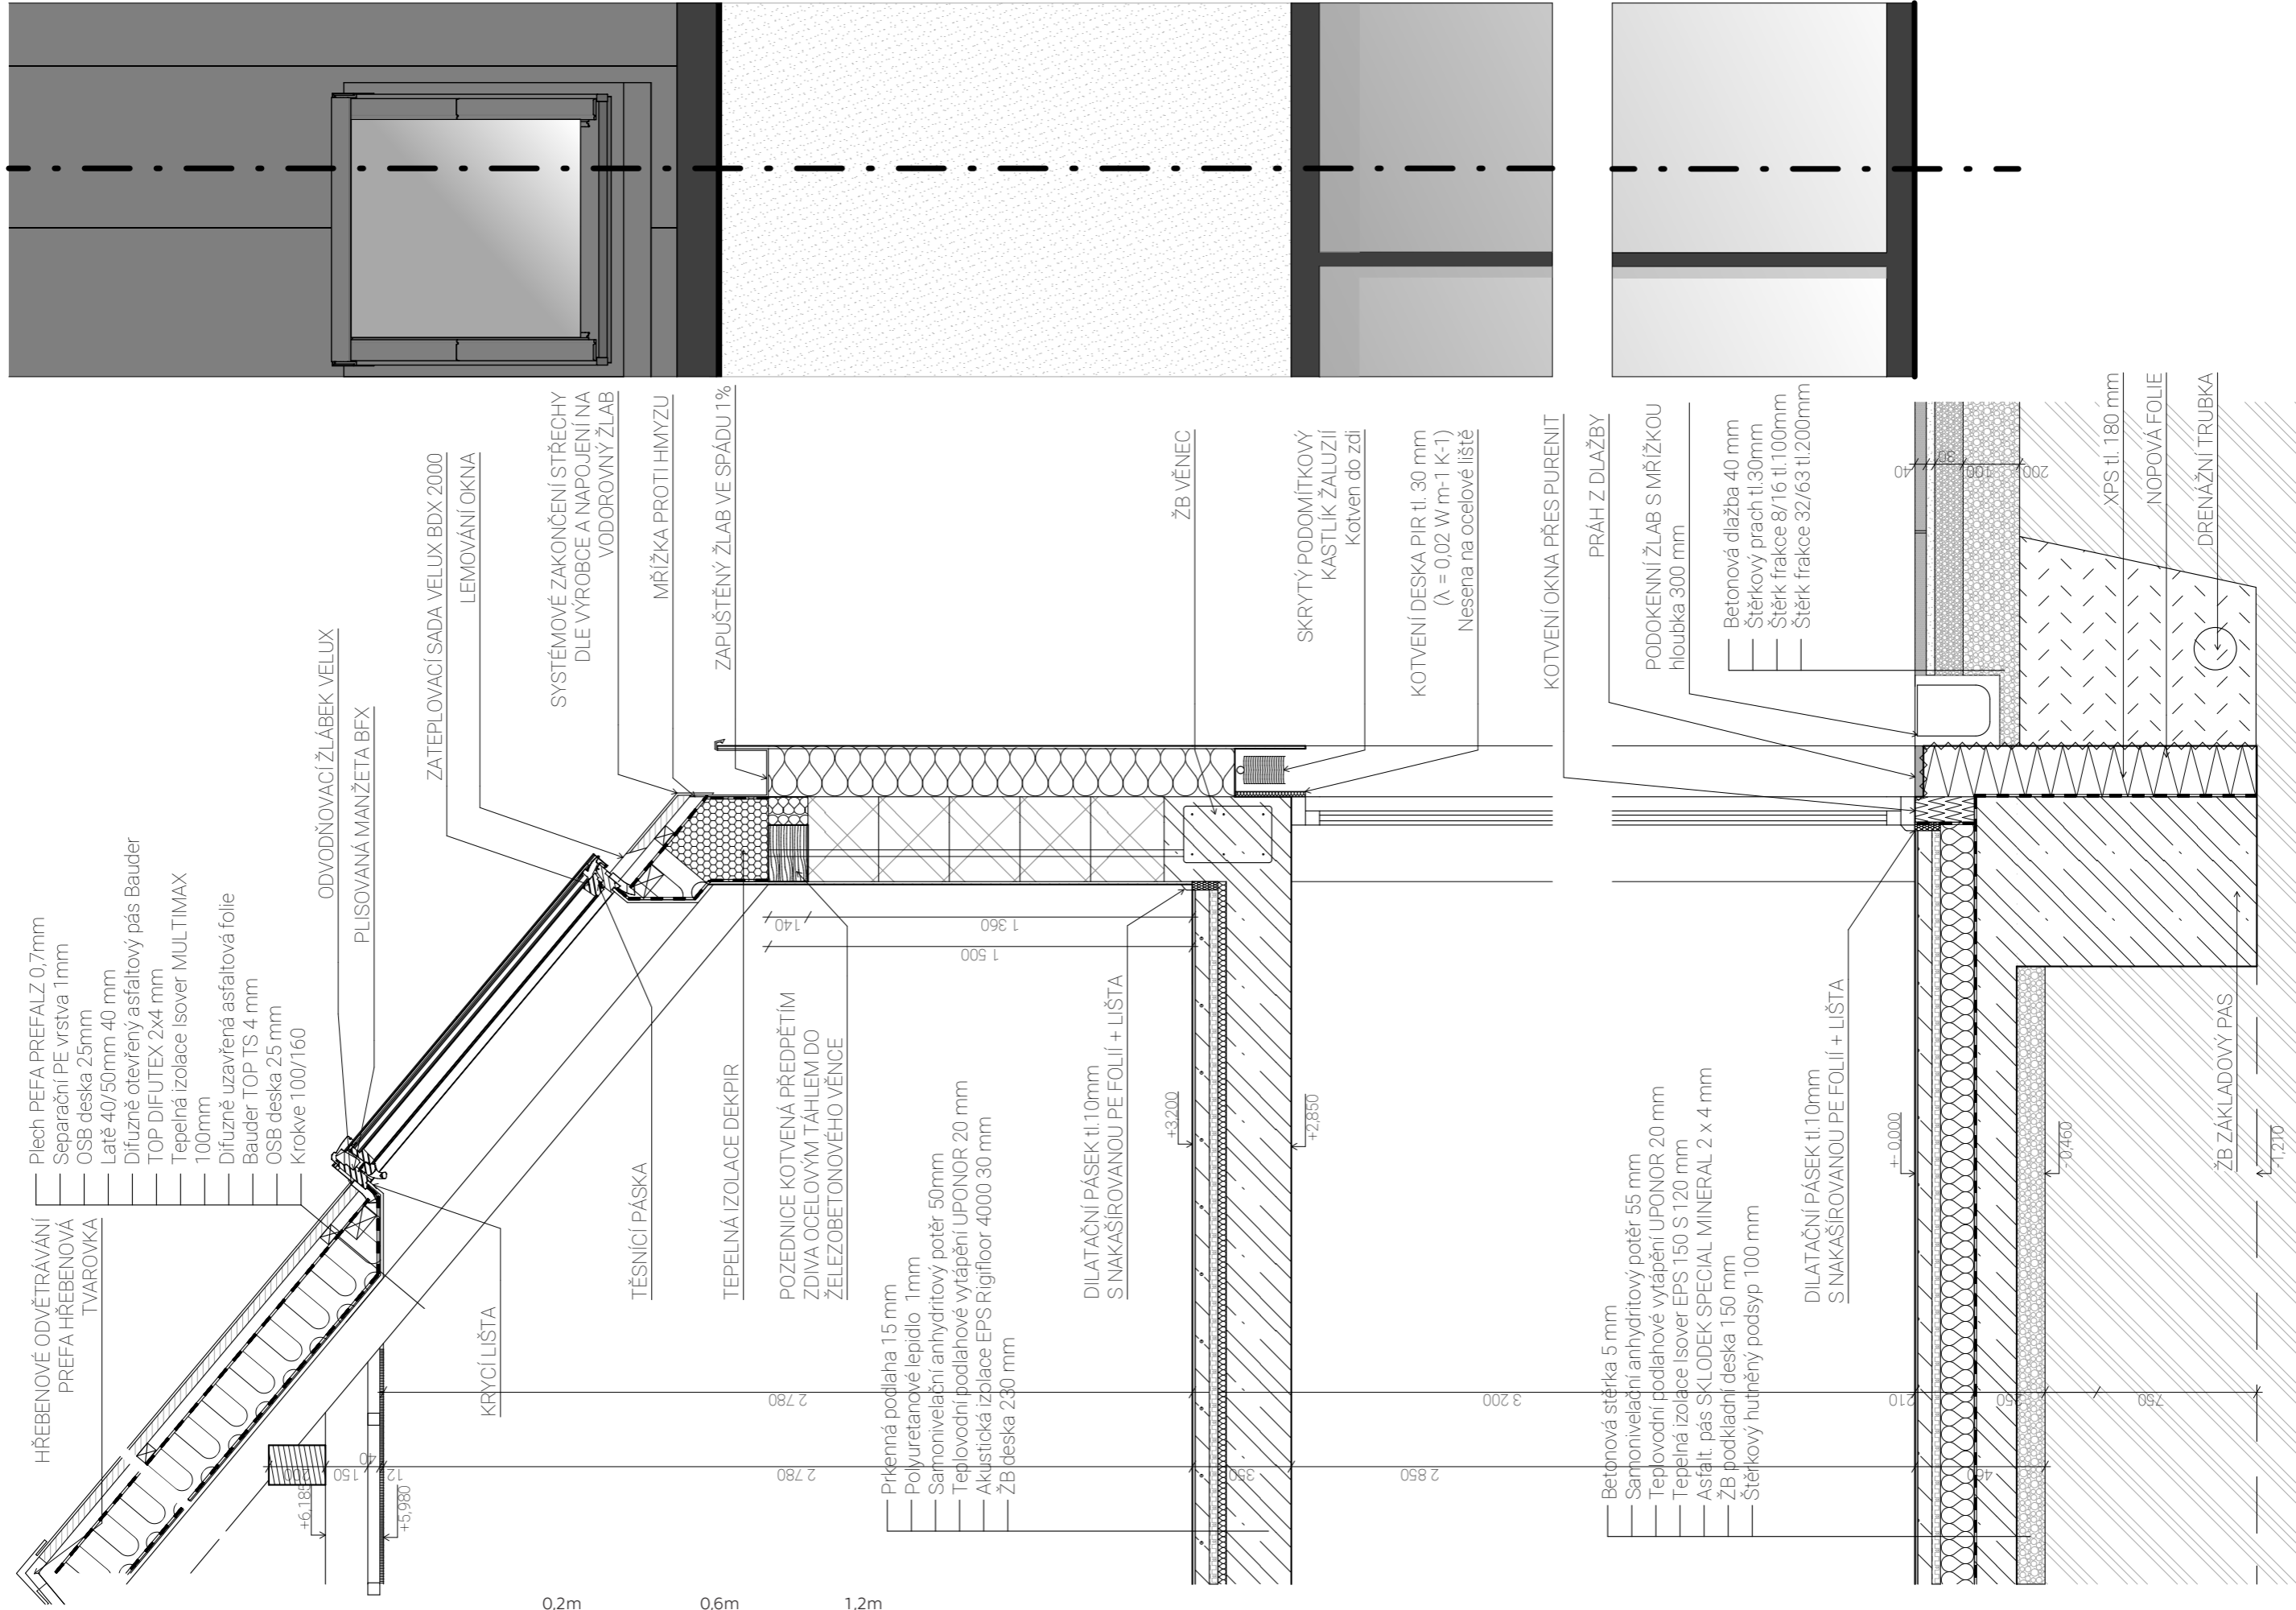 HŘEBENOVÉ ODVĚTRÁVÁNÍ
PREFA HŘEBENOVÁ
TVAROVKA
Plech PEFA PREFALZ 0,7mm
Separační PE vrstva 1mm
OSB deska 25mm
Latě 40/50mm 40 mm
Difuzně otevřený asfaltový pás Bauder
TOP DIFUTEX 2x4 mm
Tepelná izolace Isover MULTIMAX
100mm
Difuzně uzavřená asfaltová folie
Bauder TOP TS 4 mm
OSB deska 25 mm
Krokve 100/160
ODVODŇOVACÍ ŽLÁBEK VELUX
PLISOVANÁ MANŽETA BFX
ZATEPLOVACÍ SADA VELUX BDX 2000
LEMOVÁNÍ OKNA
SYSTÉMOVÉ ZAKONČENÍ STŘECHY
DLE VÝROBCE A NAPOJENÍ NA
VODOROVNÝ ŽLAB
MŘÍŽKA PROTI HMYZU
ZAPUŠTĚNÝ ŽLAB VE SPÁDU 1%
ŽB VĚNEC
SKRYTÝ PODOMÍTKOVÝ
KASTLÍK ŽALUZIÍ
Kotven do zdi
KOTVENÍ DESKA PIR tl. 30 mm
(λ = 0,02 W m-1 K-1)
Nesena na ocelové liště
KOTVENÍ OKNA PŘES PURENIT
PRÁH Z DLAŽBY
PODOKENNÍ ŽLAB S MŘÍŽKOU
hloubka 300 mm
Betonová dlažba 40 mm
Štěrkový prach tl.30mm
Štěrk frakce 8/16 tl.100mm
Štěrk frakce 32/63 tl.200mm
40
30
100
200
XPS tl. 180 mm
NOPOVÁ FOLIE
DRENÁŽNÍ TRUBKA
KRYCÍ LIŠTA
TĚSNÍCÍ PÁSKA
TEPELNÁ IZOLACE DEKPIR
POZEDNICE KOTVENÁ PŘEDPĚTÍM
ZDIVA OCELOVÝM TÁHLEM DO
ŽELEZOBETONOVÉHO VĚNCE
140
1 360
1 500
DILATAČNÍ PÁSEK tl.10mm
S NAKAŠÍROVANOU PE FOLIÍ + LIŠTA
+3,200
+2,850
Prkenná podlaha 15 mm
Polyuretanové lepidlo 1mm
Samonivelační anhydritový potěr 50mm
Teplovodní podlahové vytápění UPONOR 20 mm
Akustická izolace EPS Rigifloor 4000 30 mm
ŽB deska 230 mm
Betonová stěrka 5 mm
Samonivelační anhydritový potěr 55 mm
Teplovodní podlahové vytápění UPONOR 20 mm
Tepelná izolace Isover EPS 150 S 120 mm
Asfalt. pás SKLODEK SPECIAL MINERAL 2 x 4 mm
ŽB podkladní deska 150 mm
Štěrkový hutněný podsyp 100 mm
DILATAČNÍ PÁSEK tl.10mm
S NAKAŠÍROVANOU PE FOLIÍ + LIŠTA
+-0,000
-0,460
-1,210
ŽB ZÁKLADOVÝ PAS
2 780
3 200
210
250
750
200
150
40
12
2 780
350
2 850
460
+6,185
+5,980
0,2m
0,6m
1,2m